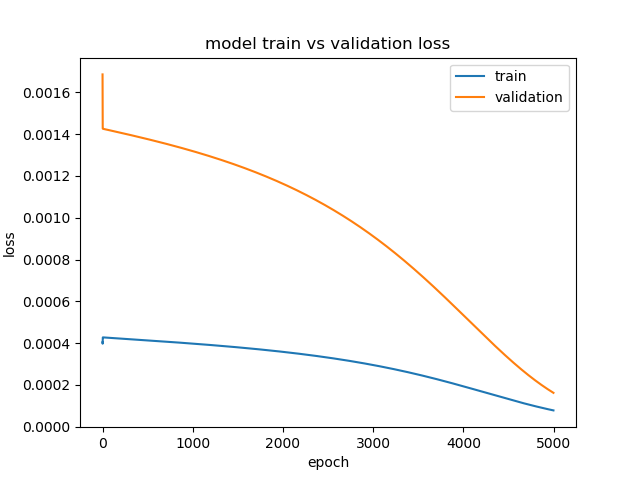 model train vs validation loss
train
validation
0.0016
0.0014
0.0012
0.0010
0.0008
0.0006
0.0004
0.0002
0.0000
loss
0 1000 2000 3000 4000 5000
epoch